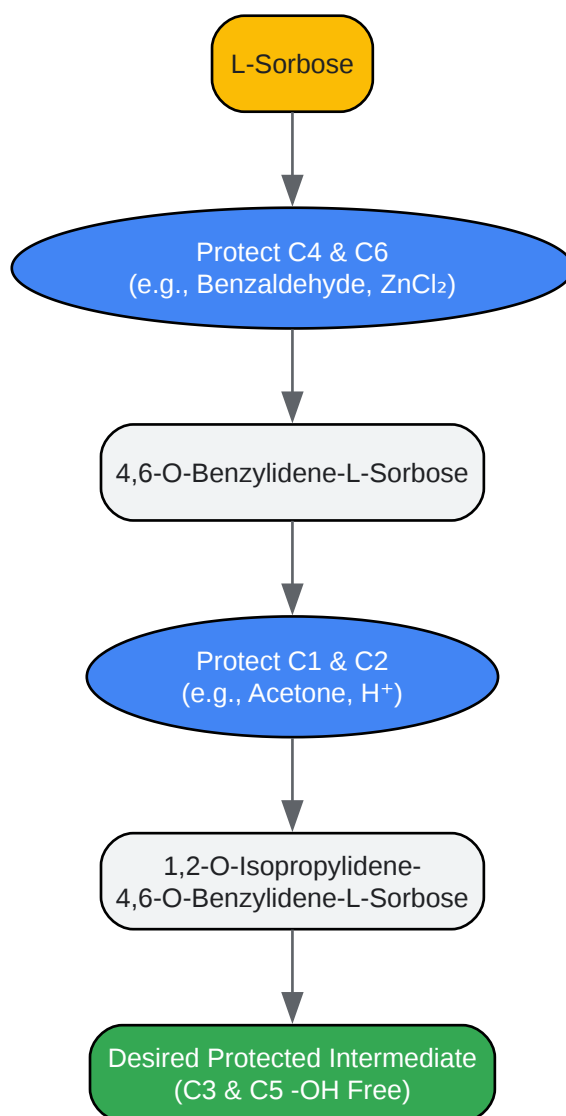 L-Sorbose
Protect C4 & C6
(e.g., Benzaldehyde, ZnCl₂)
4,6-O-Benzylidene-L-Sorbose
Protect C1 & C2
(e.g., Acetone, H⁺)
1,2-O-Isopropylidene-
4,6-O-Benzylidene-L-Sorbose
Desired Protected Intermediate
(C3 & C5 -OH Free)